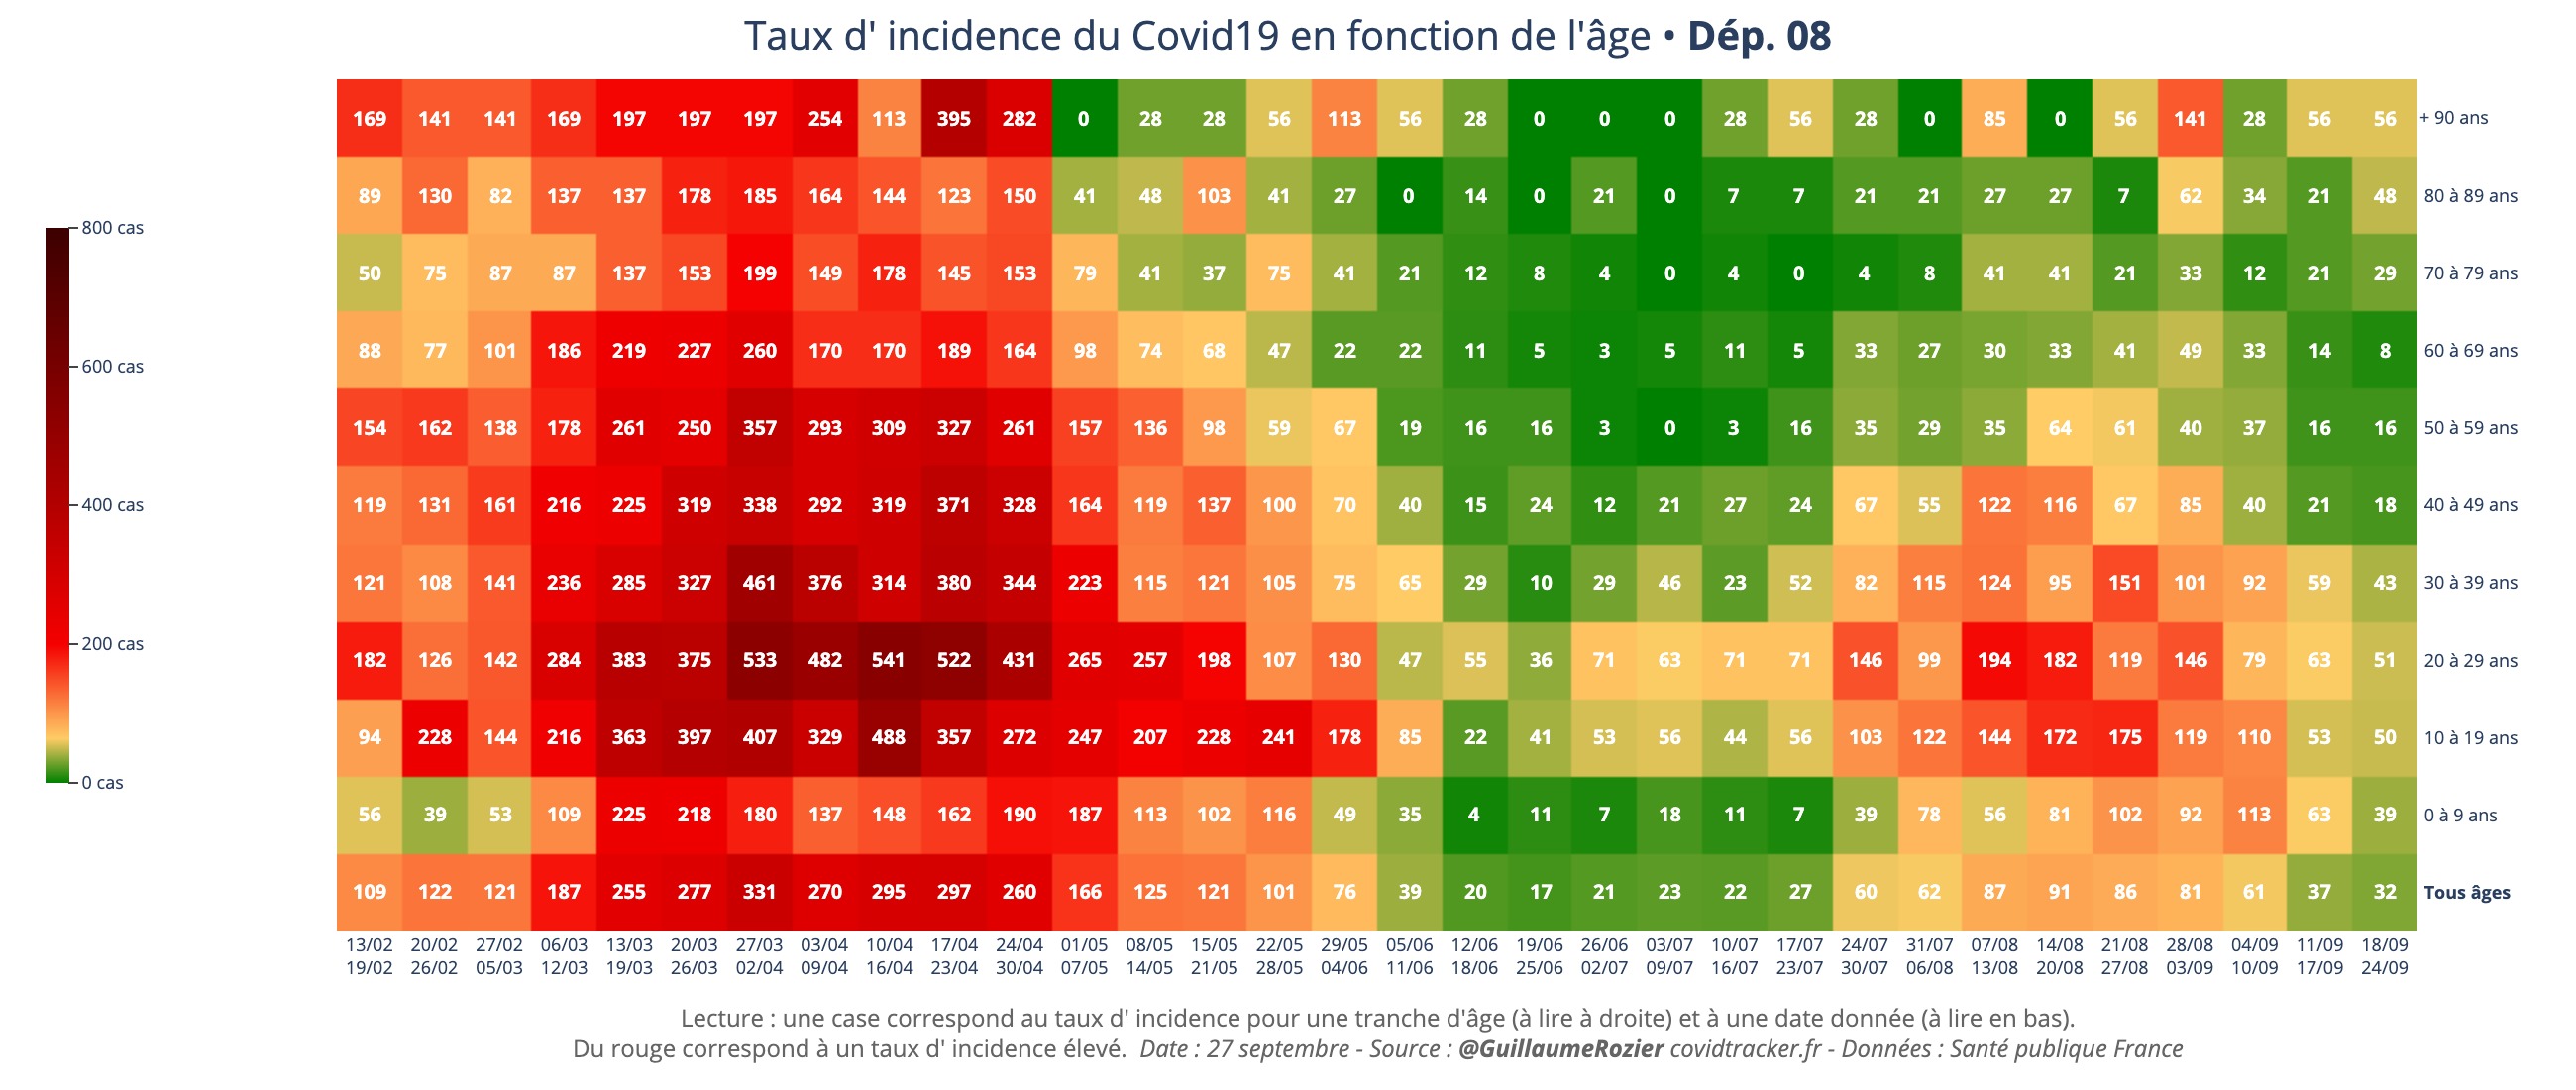 Taux d' incidence du Covid19 en fonction de l'âge • Dép. 08
169 141 141 169 197 197 197 254 113 395 282 0 28 28 56 113 56 28 0 0 0 28 56 28 0 85 0 56 141 28 56 56 + 90 ans
89 130 82 137 137 178 185 164 144 123 150 41 48 103 41 27 0 14 0 21 0 7 7 21 21 27 27 7 62 34 21 48 80 à 89 ans
800 cas
50 75 87 87 137 153 199 149 178 145 153 79 41 37 75 41 21 12 8 4 0 4 0 4 8 41 41 21 33 12 21 29 70 à 79 ans
88 77 101 186 219 227 260 170 170 189 164 98 74 68 47 22 22 11 5 3 5 11 5 33 27 30 33 41 49 33 14 8 60 à 69 ans
600 cas
154 162 138 178 261 250 357 293 309 327 261 157 136 98 59 67 19 16 16 3 0 3 16 35 29 35 64 61 40 37 16 16 50 à 59 ans
400 cas
119 131 161 216 225 319 338 292 319 371 328 164 119 137 100 70 40 15 24 12 21 27 24 67 55 122 116 67 85 40 21 18 40 à 49 ans
121 108 141 236 285 327 461 376 314 380 344 223 115 121 105 75 65 29 10 29 46 23 52 82 115 124 95 151 101 92 59 43 30 à 39 ans
200 cas
182 126 142 284 383 375 533 482 541 522 431 265 257 198 107 130 47 55 36 71 63 71 71 146 99 194 182 119 146 79 63 51 20 à 29 ans
94 228 144 216 363 397 407 329 488 357 272 247 207 228 241 178 85 22 41 53 56 44 56 103 122 144 172 175 119 110 53 50 10 à 19 ans
0 cas
56 39 53 109 225 218 180 137 148 162 190 187 113 102 116 49 35 4 11 7 18 11 7 39 78 56 81 102 92 113 63 39 0 à 9 ans
109 122 121 187 255 277 331 270 295 297 260 166 125 121 101 76 39 20 17 21 23 22 27 60 62 87 91 86 81 61 37 32 Tous âges
13/02 20/02 27/02 06/03 13/03 20/03 27/03 03/04 10/04 17/04 24/04 01/05 08/05 15/05 22/05 29/05 05/06 12/06 19/06 26/06 03/07 10/07 17/07 24/07 31/07 07/08 14/08 21/08 28/08 04/09 11/09 18/09
19/02 26/02 05/03 12/03 19/03 26/03 02/04 09/04 16/04 23/04 30/04 07/05 14/05 21/05 28/05 04/06 11/06 18/06 25/06 02/07 09/07 16/07 23/07 30/07 06/08 13/08 20/08 27/08 03/09 10/09 17/09 24/09
Lecture : une case correspond au taux d' incidence pour une tranche d'âge (à lire à droite) et à une date donnée (à lire en bas).
Du rouge correspond à un taux d' incidence élevé. Date : 27 septembre - Source : @GuillaumeRozier covidtracker.fr - Données : Santé publique France